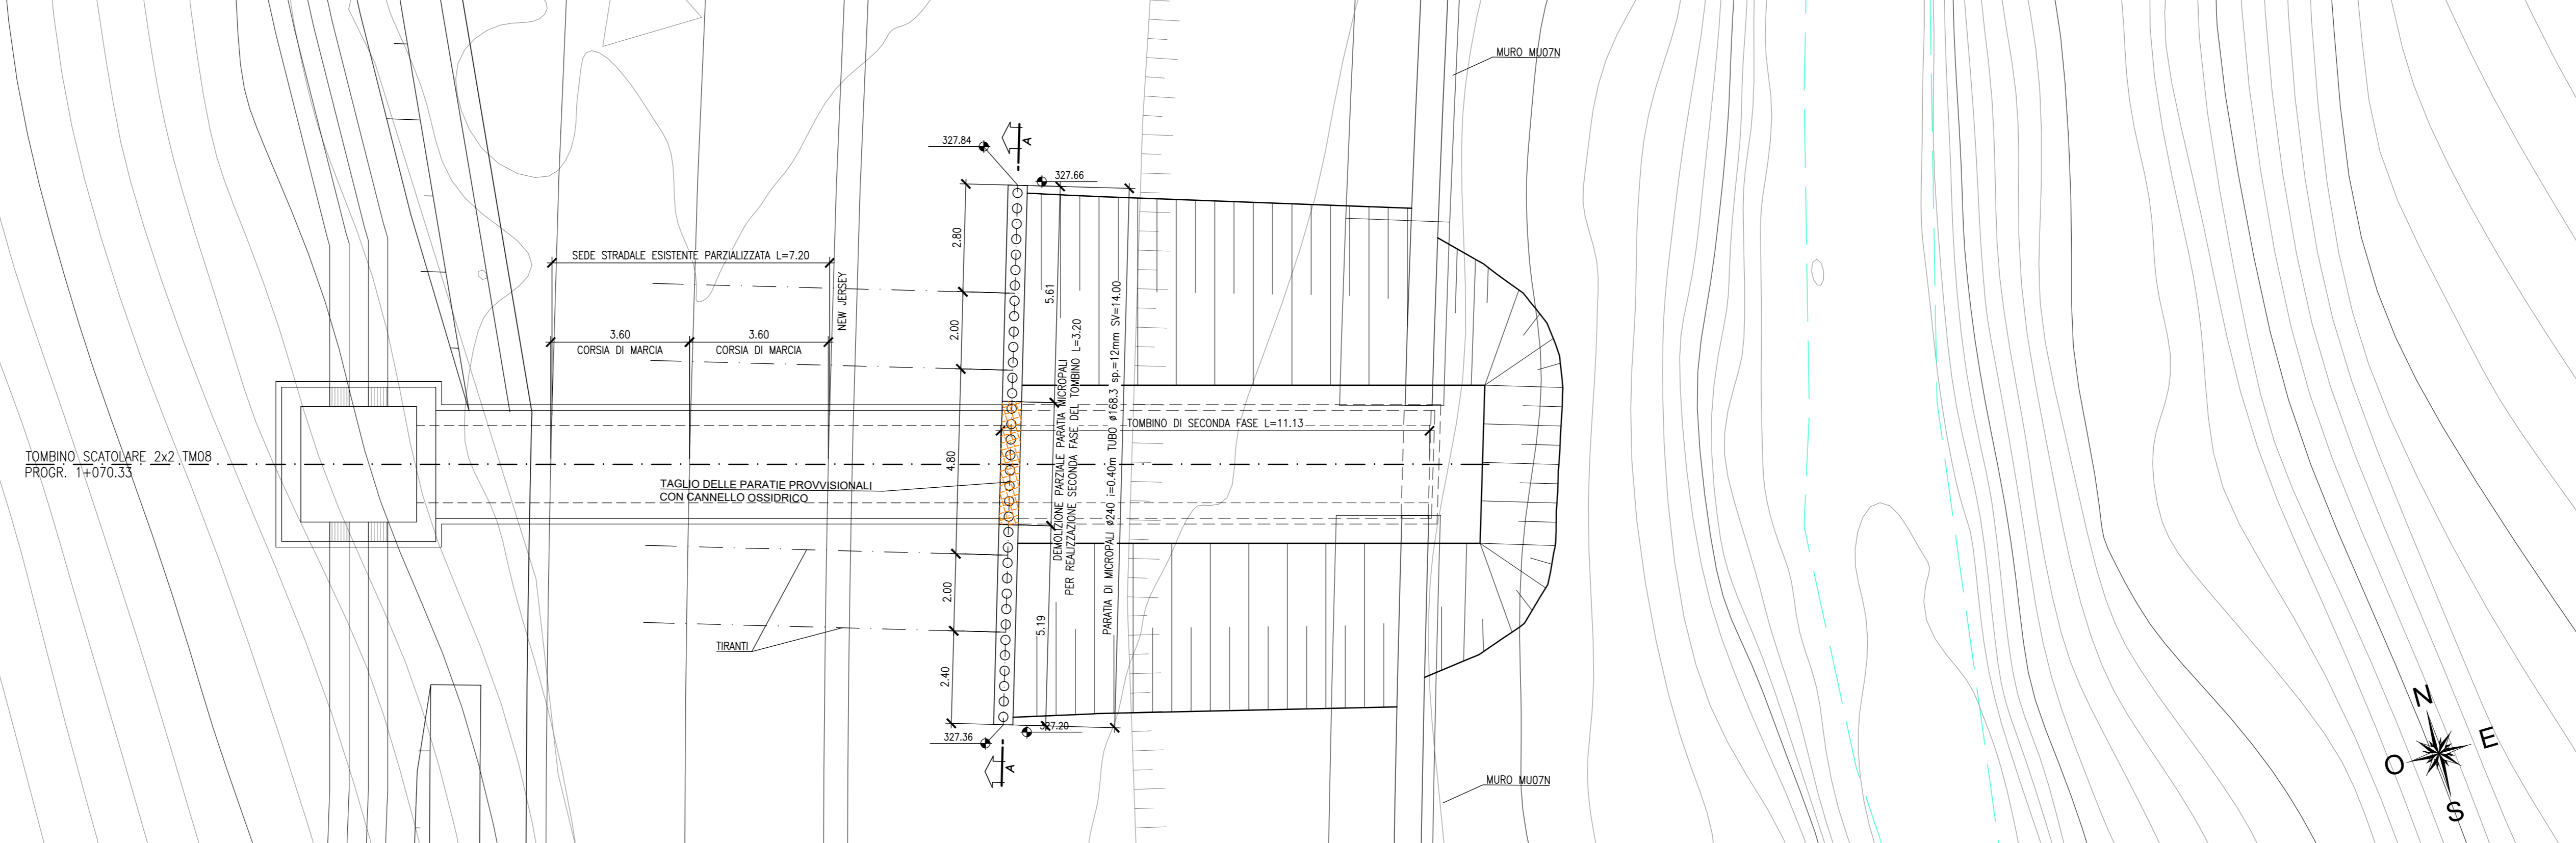 MURO MU07N
327.84
A
327.66
2.80
SEDE STRADALE ESISTENTE PARZIALIZZATA L=7.20
NEW JERSEY
5.61
2.00
3.60
3.60
CORSIA DI MARCIA
CORSIA DI MARCIA
DEMOLIZIONE PARZIALE PARATIA MICROPALI
PER REALIZZAZIONE SECONDA FASE DEL TOMBINO L=3.20
PARATIA DI MICROPALI ø240 i=0.40m TUBO ø168.3 sp.=12mm SV=14.00
TOMBINO DI SECONDA FASE L=11.13
TOMBINO SCATOLARE 2x2 TM08
PROGR. 1+070.33
4.80
TAGLIO DELLE PARATIE PROVVISIONALI
CON CANNELLO OSSIDRICO
2.00
5.19
TIRANTI
2.40
327.20
327.36
A
MURO MU07N
N
E
O
S